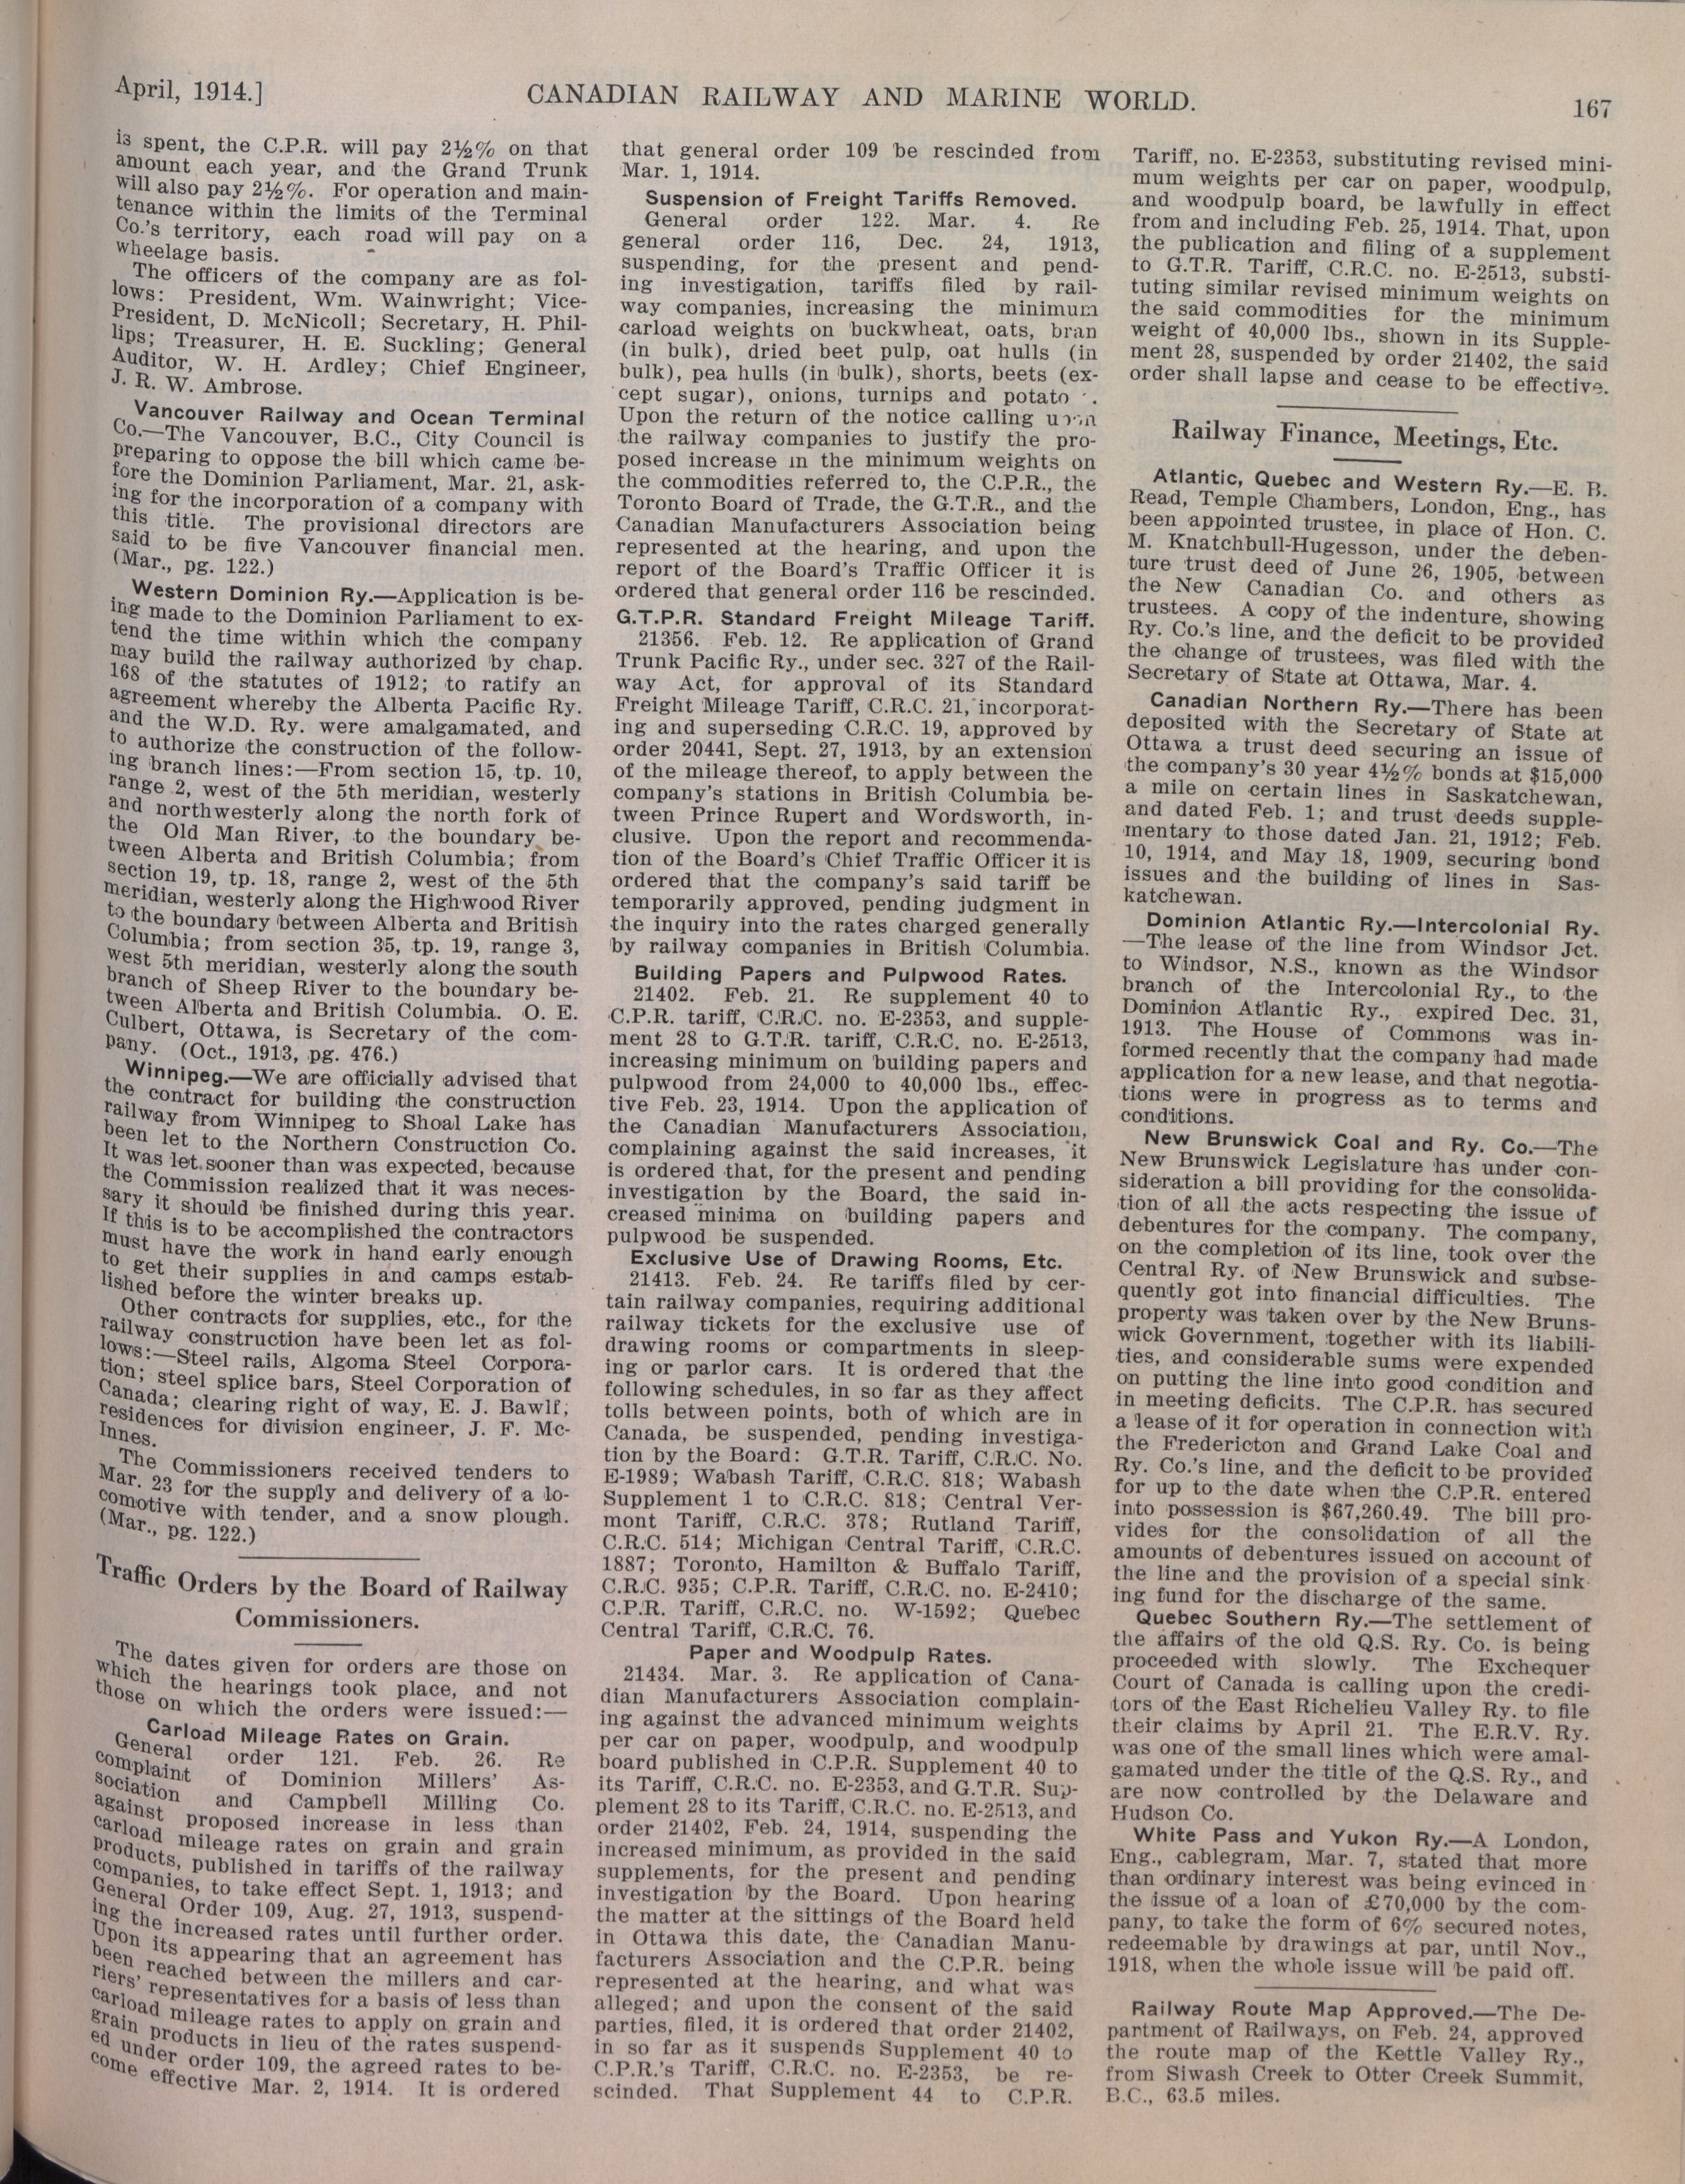 April, 1914.]
CANADIAN RAILWAY AND MARINE WORLD.
167
is spent, the C.P.R. will pay 2½% on that
amount each year, and the Grand Trunk
will also pay 2½%. For operation and main-
tenance within the limits of the Terminal
Co.'s territory, each road will pay on a
wheelage basis.
The officers of the company are as fol-
lows: President, Wm. Wainwright; Vice-
President, D. McNicoll; Secretary, H. Phil-
lips; Treasurer, H. E. Suckling; General
Auditor, W. H. Ardley; Chief Engineer,
J. R. W. Ambrose.
Vancouver Railway and Ocean Terminal
Co.—The Vancouver, B.C., City Council is
preparing to oppose the bill which came be-
fore the Dominion Parliament, Mar. 21, ask-
ing for the incorporation of a company with
this title. The provisional directors are
said to be five Vancouver financial men.
(Mar., pg. 122.)
Western Dominion Ry.—Application is be-
ing made to the Dominion Parliament to ex-
tend the time within which the company
may build the railway authorized by chap.
168 of the statutes of 1912; to ratify an
agreement whereby the Alberta Pacific Ry.
and the W.D. Ry. were amalgamated, and
to authorize the construction of the follow-
ing branch lines:—From section 15, tp. 10,
range 2, west of the 5th meridian, westerly
and northwesterly along the north fork of
the Old Man River, to the boundary be-
tween Alberta and British Columbia; from
section 19, tp. 18, range 2, west of the 5th
meridian, westerly along the Highwood River
to the boundary between Alberta and British
Columbia; from section 35, tp. 19, range 3,
west 5th meridian, westerly along the south
branch of Sheep River to the boundary be-
tween Alberta and British Columbia. O. E.
Culbert, Ottawa, is Secretary of the com-
pany. (Oct., 1913, pg. 476.)
Winnipeg.—We are officially advised that
the contract for building the construction
railway from Winnipeg to Shoal Lake has
been let to the Northern Construction Co.
It was let sooner than was expected, because
the Commission realized that it was neces-
sary it should be finished during this year.
If this is to be accomplished the contractors
must have the work in hand early enough
to get their supplies in and camps estab-
lished before the winter breaks up.
Other contracts for supplies, etc., for the
railway construction have been let as fol-
lows:—Steel rails, Algoma Steel Corpora-
tion; steel splice bars, Steel Corporation of
Canada; clearing right of way, E. J. Bawlf;
residences for division engineer, J. F. Mc-
Innes.
The Commissioners received tenders to
Mar. 23 for the supply and delivery of a lo-
comotive with tender, and a snow plough.
(Mar., pg. 122.)
Traffic Orders by the Board of Railway
Commissioners.
The dates given for orders are those on
which the hearings took place, and not
those on which the orders were issued:—
Carload Mileage Rates on Grain.
General order 121. Feb. 26. Re
complaint of Dominion Millers' As-
sociation and Campbell Milling Co.
against proposed increase in less than
carload mileage rates on grain and grain
products, published in tariffs of the railway
companies, to take effect Sept. 1, 1913; and
General Order 109, Aug. 27, 1913, suspend-
ing the increased rates until further order.
Upon its appearing that an agreement has
been reached between the millers and car-
riers' representatives for a basis of less than
carload mileage rates to apply on grain and
grain products in lieu of the rates suspend-
ed under order 109, the agreed rates to be-
come effective Mar. 2, 1914. It is ordered
that general order 109 be rescinded from
Mar. 1, 1914.
Suspension of Freight Tariffs Removed.
General order 122. Mar. 4. Re
general order 116, Dec. 24, 1913,
suspending, for the present and pend-
ing investigation, tariffs filed by rail-
way companies, increasing the minimum
carload weights on buckwheat, oats, bran
(in bulk), dried beet pulp, oat hulls (in
bulk), pea hulls (in bulk), shorts, beets (ex-
cept sugar), onions, turnips and potato .
Upon the return of the notice calling upon
the railway companies to justify the pro-
posed increase in the minimum weights on
the commodities referred to, the C.P.R., the
Toronto Board of Trade, the G.T.R., and the
Canadian Manufacturers Association being
represented at the hearing, and upon the
report of the Board's Traffic Officer it is
ordered that general order 116 be rescinded.
G.T.P.R. Standard Freight Mileage Tariff.
21356. Feb. 12. Re application of Grand
Trunk Pacific Ry., under sec. 327 of the Rail-
way Act, for approval of its Standard
Freight Mileage Tariff, C.R.C. 21, incorporat-
ing and superseding C.R.C. 19, approved by
order 20441, Sept. 27, 1913, by an extension
of the mileage thereof, to apply between the
company's stations in British Columbia be-
tween Prince Rupert and Wordsworth, in-
clusive. Upon the report and recommenda-
tion of the Board's Chief Traffic Officer it is
ordered that the company's said tariff be
temporarily approved, pending judgment in
the inquiry into the rates charged generally
by railway companies in British Columbia.
Building Papers and Pulpwood Rates.
21402. Feb. 21. Re supplement 40 to
C.P.R. tariff, C.R.C. no. E-2353, and supple-
ment 28 to G.T.R. tariff, C.R.C. no. E-2513,
increasing minimum on building papers and
pulpwood from 24,000 to 40,000 lbs., effec-
tive Feb. 23, 1914. Upon the application of
the Canadian Manufacturers Association,
complaining against the said increases, it
is ordered that, for the present and pending
investigation by the Board, the said in-
creased minima on building papers and
pulpwood be suspended.
Exclusive Use of Drawing Rooms, Etc.
21413. Feb. 24. Re tariffs filed by cer-
tain railway companies, requiring additional
railway tickets for the exclusive use of
drawing rooms or compartments in sleep-
ing or parlor cars. It is ordered that the
following schedules, in so far as they affect
tolls between points, both of which are in
Canada, be suspended, pending investiga-
tion by the Board: G.T.R. Tariff, C.R.C. No.
E-1989; Wabash Tariff, C.R.C. 818; Wabash
Supplement 1 to C.R.C. 818; Central Ver-
mont Tariff, C.R.C. 378; Rutland Tariff,
C.R.C. 514; Michigan Central Tariff, C.R.C.
1887; Toronto, Hamilton & Buffalo Tariff,
C.R.C. 935; C.P.R. Tariff, C.R.C. no. E-2410;
C.P.R. Tariff, C.R.C. no. W-1592; Quebec
Central Tariff, C.R.C. 76.
Paper and Woodpulp Rates.
21434. Mar. 3. Re application of Cana-
dian Manufacturers Association complain-
ing against the advanced minimum weights
per car on paper, woodpulp, and woodpulp
board published in C.P.R. Supplement 40 to
its Tariff, C.R.C. no. E-2353, and G.T.R. Sup-
plement 28 to its Tariff, C.R.C. no. E-2513, and
order 21402, Feb. 24, 1914, suspending the
increased minimum, as provided in the said
supplements, for the present and pending
investigation by the Board. Upon hearing
the matter at the sittings of the Board held
in Ottawa this date, the Canadian Manu-
facturers Association and the C.P.R. being
represented at the hearing, and what was
alleged; and upon the consent of the said
parties, filed, it is ordered that order 21402,
in so far as it suspends Supplement 40 to
C.P.R.'s Tariff, C.R.C. no. E-2353, be re-
scinded. That Supplement 44 to C.P.R.
Tariff, no. E-2353, substituting revised mini-
mum weights per car on paper, woodpulp,
and woodpulp board, be lawfully in effect
from and including Feb. 25, 1914. That, upon
the publication and filing of a supplement
to G.T.R. Tariff, C.R.C. no. E-2513, substi-
tuting similar revised minimum weights on
the said commodities for the minimum
weight of 40,000 lbs., shown in its Supple-
ment 28, suspended by order 21402, the said
order shall lapse and cease to be effective.
Railway Finance, Meetings, Etc.
Atlantic, Quebec and Western Ry.—E. B.
Read, Temple Chambers, London, Eng., has
been appointed trustee, in place of Hon. C.
M. Knatchbull-Hugesson, under the deben-
ture trust deed of June 26, 1905, between
the New Canadian Co. and others as
trustees. A copy of the indenture, showing
Ry. Co.'s line, and the deficit to be provided
the change of trustees, was filed with the
Secretary of State at Ottawa, Mar. 4.
Canadian Northern Ry.—There has been
deposited with the Secretary of State at
Ottawa a trust deed securing an issue of
the company's 30 year 4½% bonds at $15,000
a mile on certain lines in Saskatchewan,
and dated Feb. 1; and trust deeds supple-
mentary to those dated Jan. 21, 1912; Feb.
10, 1914, and May 18, 1909, securing bond
issues and the building of lines in Sas-
katchewan.
Dominion Atlantic Ry.—Intercolonial Ry.
—The lease of the line from Windsor Jct.
to Windsor, N.S., known as the Windsor
branch of the Intercolonial Ry., to the
Dominion Atlantic Ry., expired Dec. 31,
1913. The House of Commons was in-
formed recently that the company had made
application for a new lease, and that negotia-
tions were in progress as to terms and
conditions.
New Brunswick Coal and Ry. Co.—The
New Brunswick Legislature has under con-
sideration a bill providing for the consolida-
tion of all the acts respecting the issue of
debentures for the company. The company,
on the completion of its line, took over the
Central Ry. of New Brunswick and subse-
quently got into financial difficulties. The
property was taken over by the New Bruns-
wick Government, together with its liabili-
ties, and considerable sums were expended
on putting the line into good condition and
in meeting deficits. The C.P.R. has secured
a lease of it for operation in connection with
the Fredericton and Grand Lake Coal and
Ry. Co.'s line, and the deficit to be provided
for up to the date when the C.P.R. entered
into possession is $67,260.49. The bill pro-
vides for the consolidation of all the
amounts of debentures issued on account of
the line and the provision of a special sink-
ing fund for the discharge of the same.
Quebec Southern Ry.—The settlement of
the affairs of the old Q.S. Ry. Co. is being
proceeded with slowly. The Exchequer
Court of Canada is calling upon the credi-
tors of the East Richelieu Valley Ry. to file
their claims by April 21. The E.R.V. Ry.
was one of the small lines which were amal-
gamated under the title of the Q.S. Ry., and
are now controlled by the Delaware and
Hudson Co.
White Pass and Yukon Ry.—A London,
Eng., cablegram, Mar. 7, stated that more
than ordinary interest was being evinced in
the issue of a loan of £70,000 by the com-
pany, to take the form of 6% secured notes,
redeemable by drawings at par, until Nov.,
1918, when the whole issue will be paid off.
Railway Route Map Approved.—The De-
partment of Railways, on Feb. 24, approved
the route map of the Kettle Valley Ry.,
from Siwash Creek to Otter Creek Summit,
B.C., 63.5 miles.